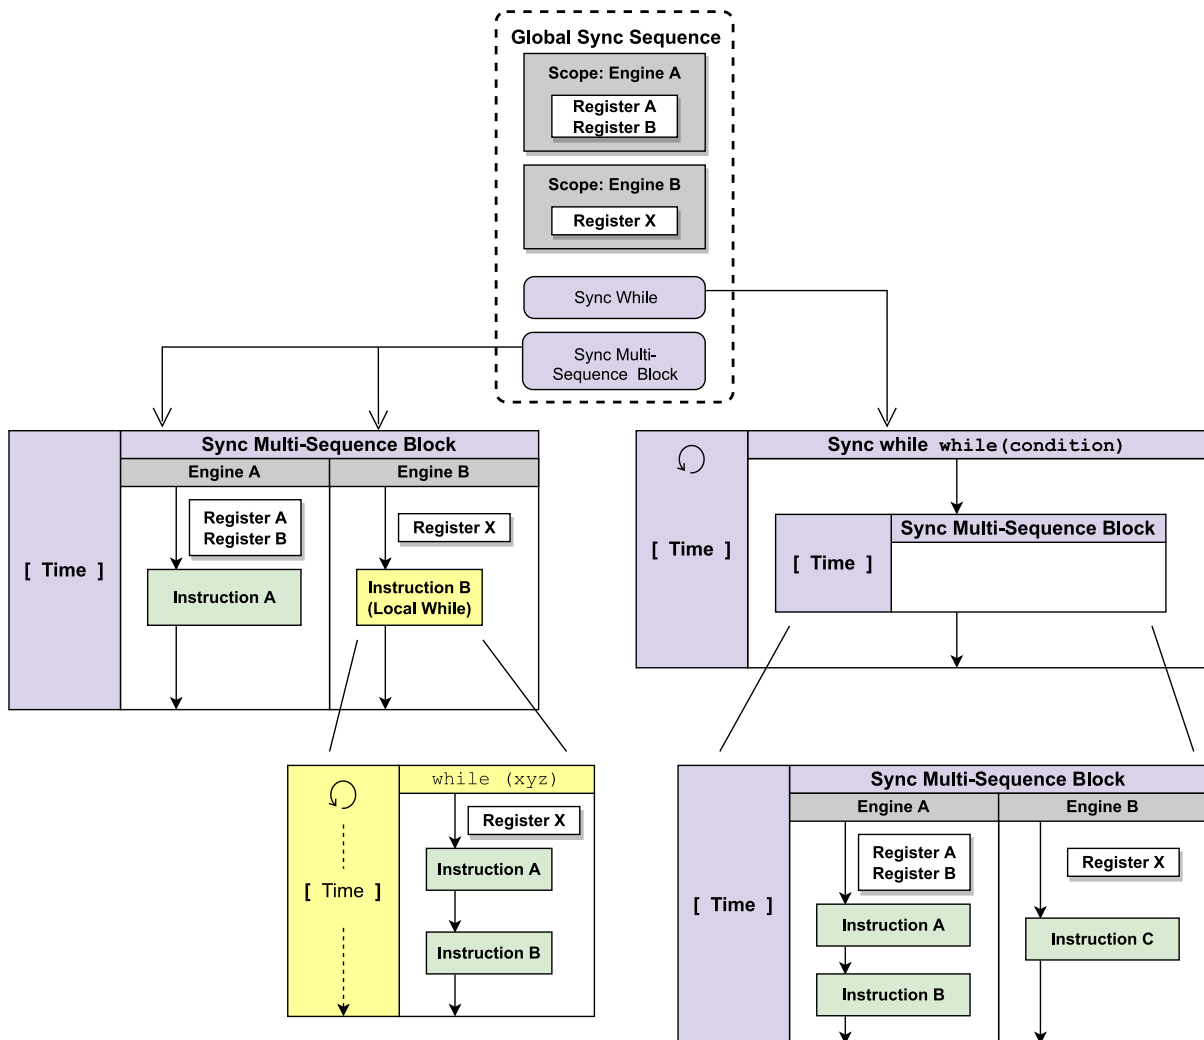 Global Sync Sequence
Scope: Engine A
Register A
Register B
Scope: Engine B
Register X
Sync While
Sync Multi-
Sequence Block
[ Time ]
Sync Multi-Sequence Block
Engine A
Engine B
Register A
Register B
Register X
Instruction A
Instruction B
(Local While)
Sync while while(condition)
[ Time ]
Sync Multi-Sequence Block
[ Time ]
while (xyz)
Register X
[ Time ]
Instruction A
Instruction B
Sync Multi-Sequence Block
Engine A
Engine B
Register A
Register B
Register X
[ Time ]
Instruction A
Instruction C
Instruction B